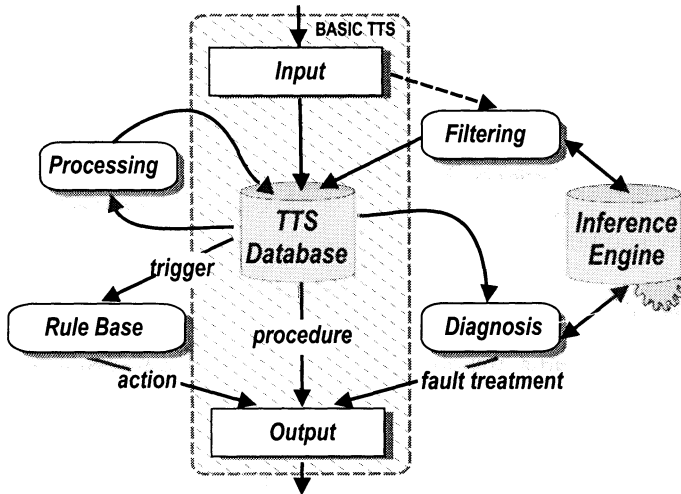 BASIC TTS
Input
Filtering
Processing
TTS
Database
Inference
Engine
trigger
Rule Base
procedure
Diagnosis
action
fault treatment
Output